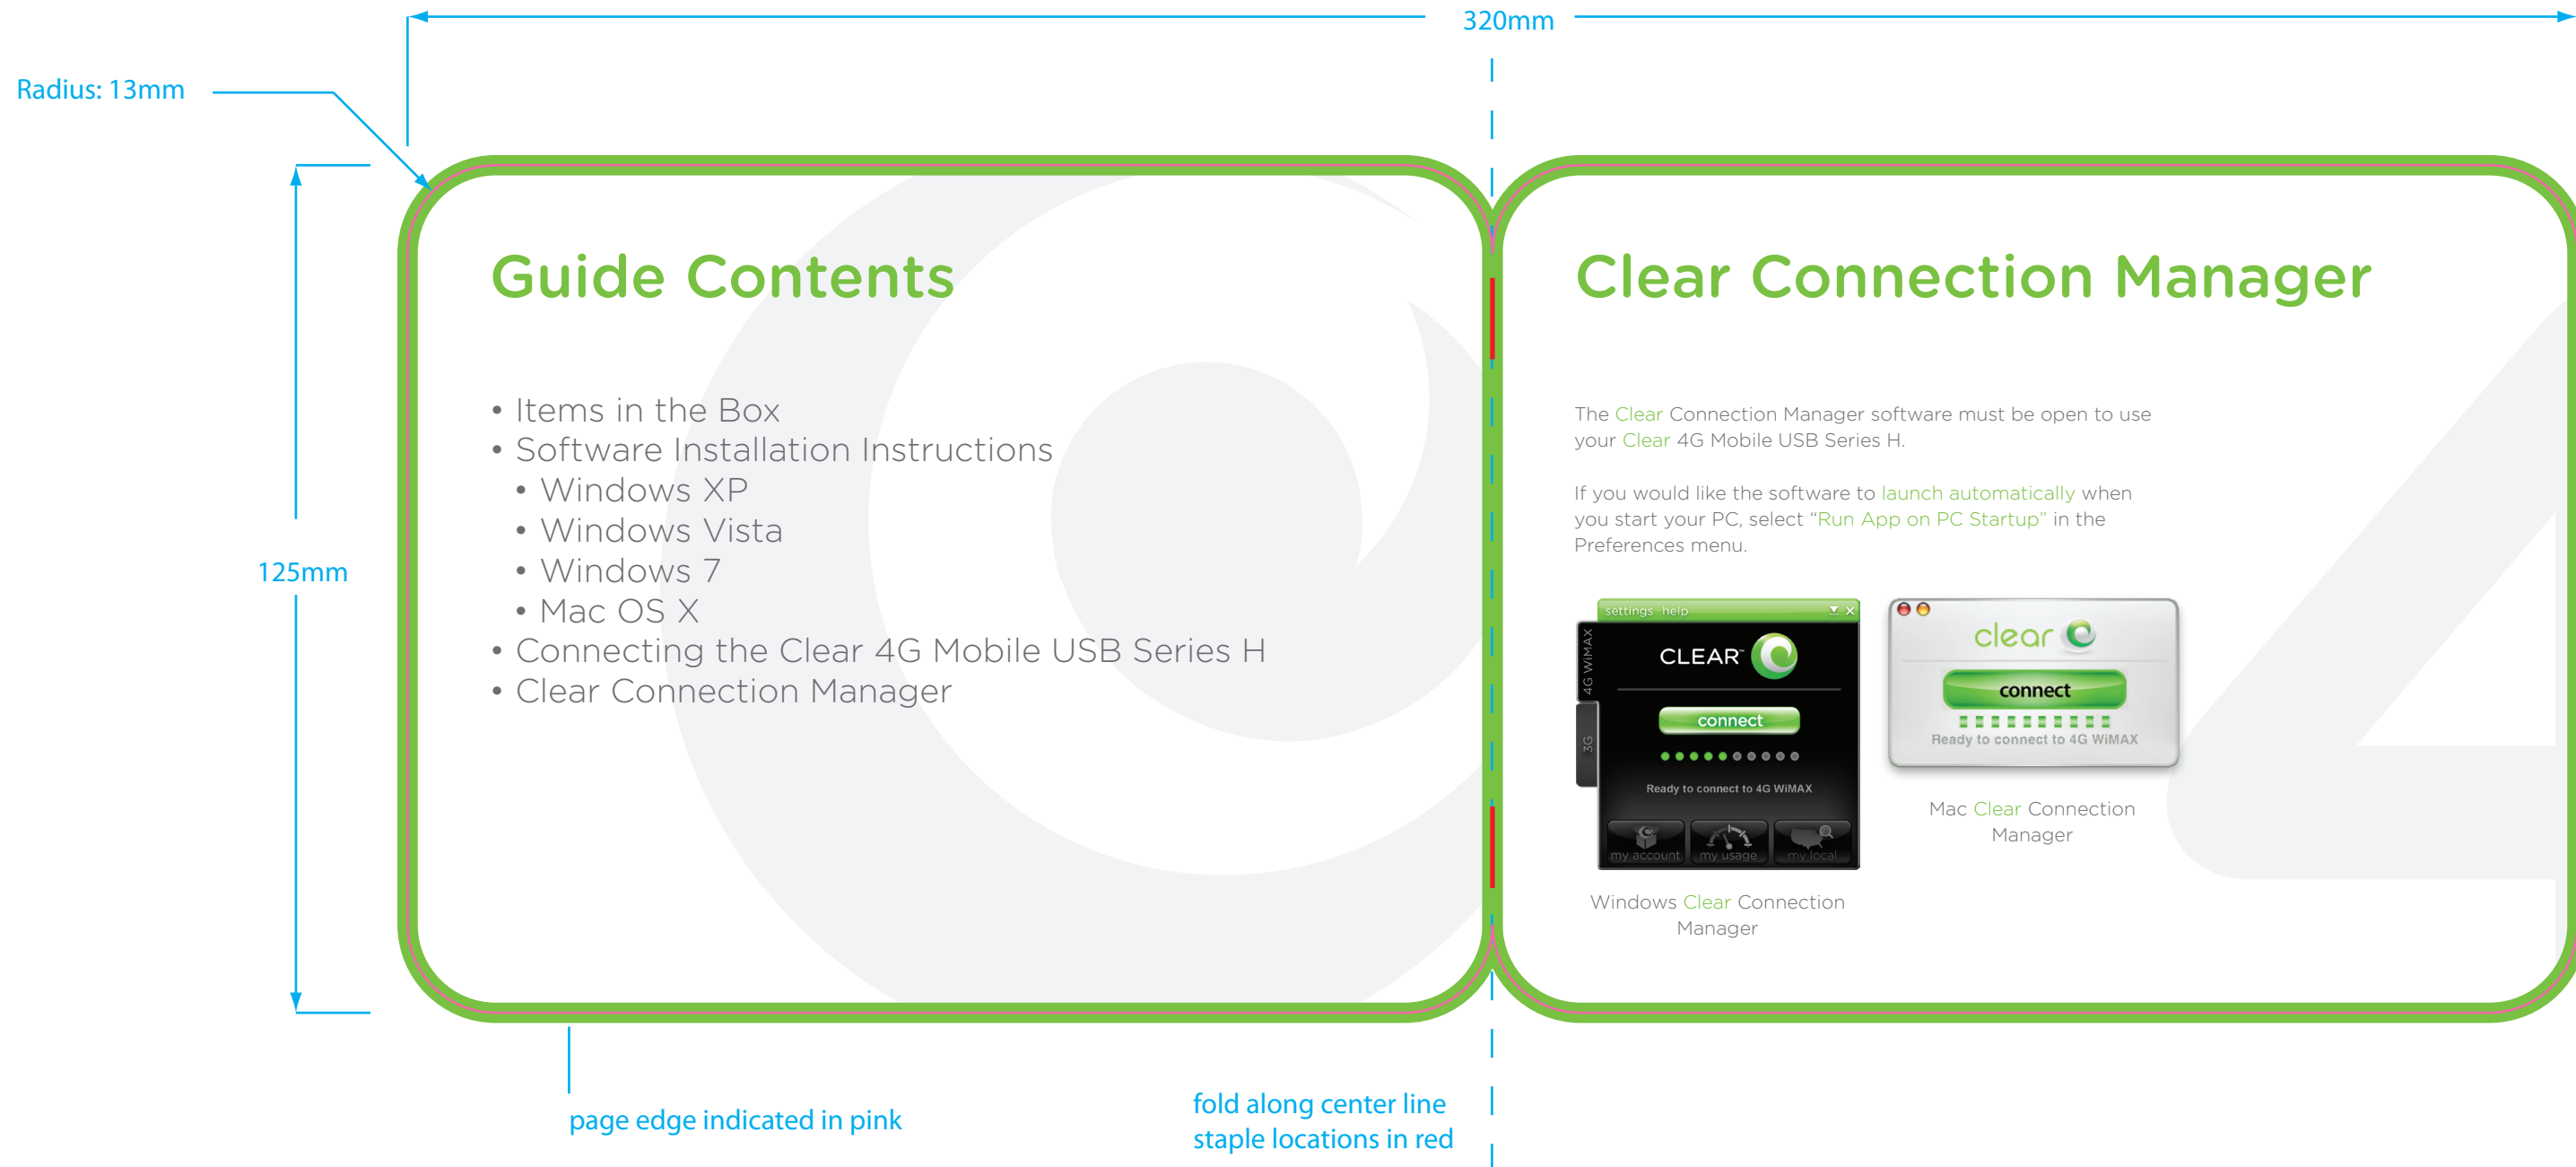 320mm
Radius: 13mm
125mm
Guide Contents
• Items in the Box
• Software Installation Instructions
• Windows XP
• Windows Vista
• Windows 7
• Mac OS X
• Connecting the Clear 4G Mobile USB Series H
• Clear Connection Manager
Clear Connection Manager
The Clear Connection Manager software must be open to use
your Clear 4G Mobile USB Series H.
If you would like the software to launch automatically when
you start your PC, select “Run App on PC Startup” in the
Preferences menu.
settings help
4G WiMAX
3G
CLEAR™
connect
Ready to connect to 4G WiMAX
my account
my usage
my local
Windows Clear Connection
Manager
clear
connect
Ready to connect to 4G WiMAX
Mac Clear Connection
Manager
4
page edge indicated in pink
fold along center line
staple locations in red